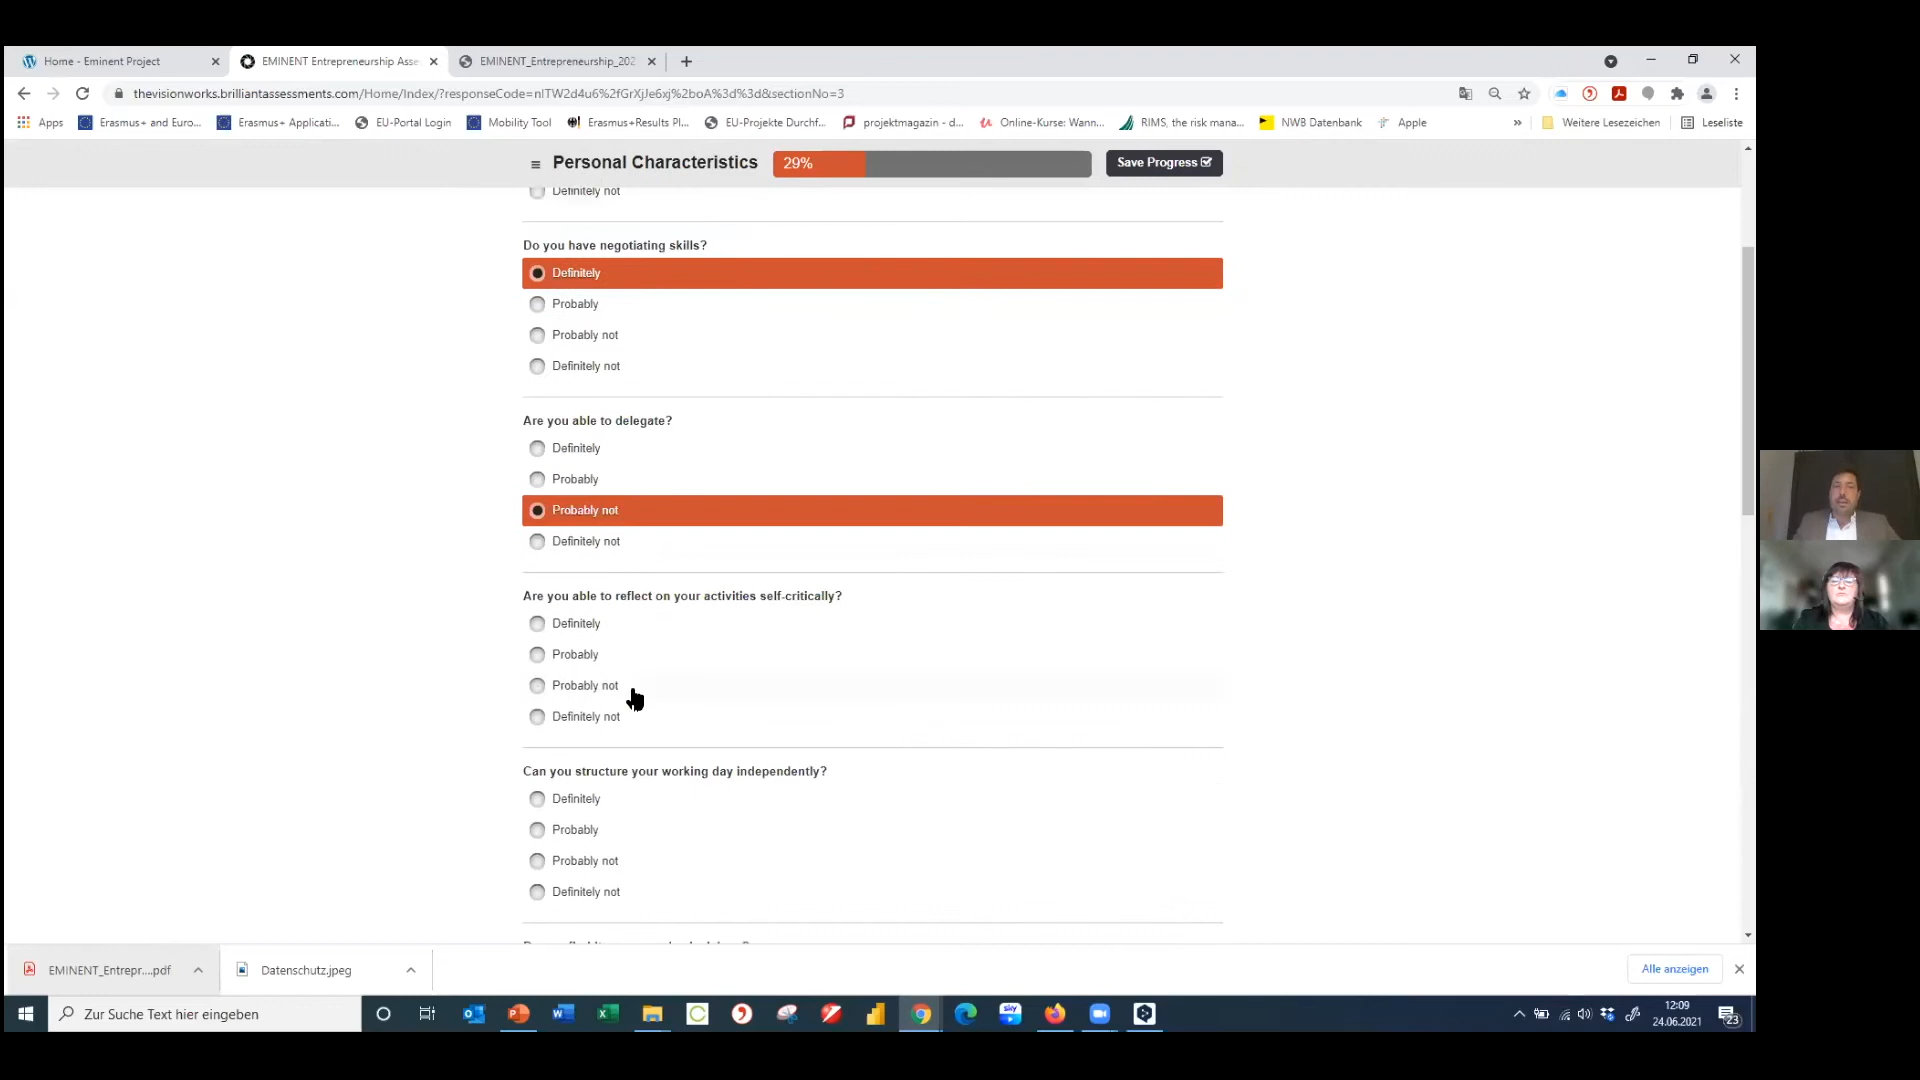 Home - Eminent Project
EMINENT Entrepreneurship Asse
EMINENT_Entrepreneurship_202
thevisionworks.brilliantassessments.com/Home/Index/?responseCode=nITW2d4u6%2fGrXjJe6xj%2boA%3d%3d&sectionNo=3
Apps
Erasmus+ and Euro...
Erasmus+ Applicati...
EU-Portal Login
Mobility Tool
Erasmus+Results Pl...
EU-Projekte Durchf...
projektmagazin - d...
Online-Kurse: Wann...
RIMS, the risk mana...
NWB Datenbank
Apple
»
Weitere Lesezeichen
Leseliste
Personal Characteristics
29%
Save Progress
Definitely not
Do you have negotiating skills?
Definitely
Probably
Probably not
Definitely not
Are you able to delegate?
Definitely
Probably
Probably not
Definitely not
Are you able to reflect on your activities self-critically?
Definitely
Probably
Probably not
Definitely not
Can you structure your working day independently?
Definitely
Probably
Probably not
Definitely not
EMINENT_Entrepr....pdf
Datenschutz.jpeg
Alle anzeigen
Zur Suche Text hier eingeben
sky
12:09
24.06.2021
23